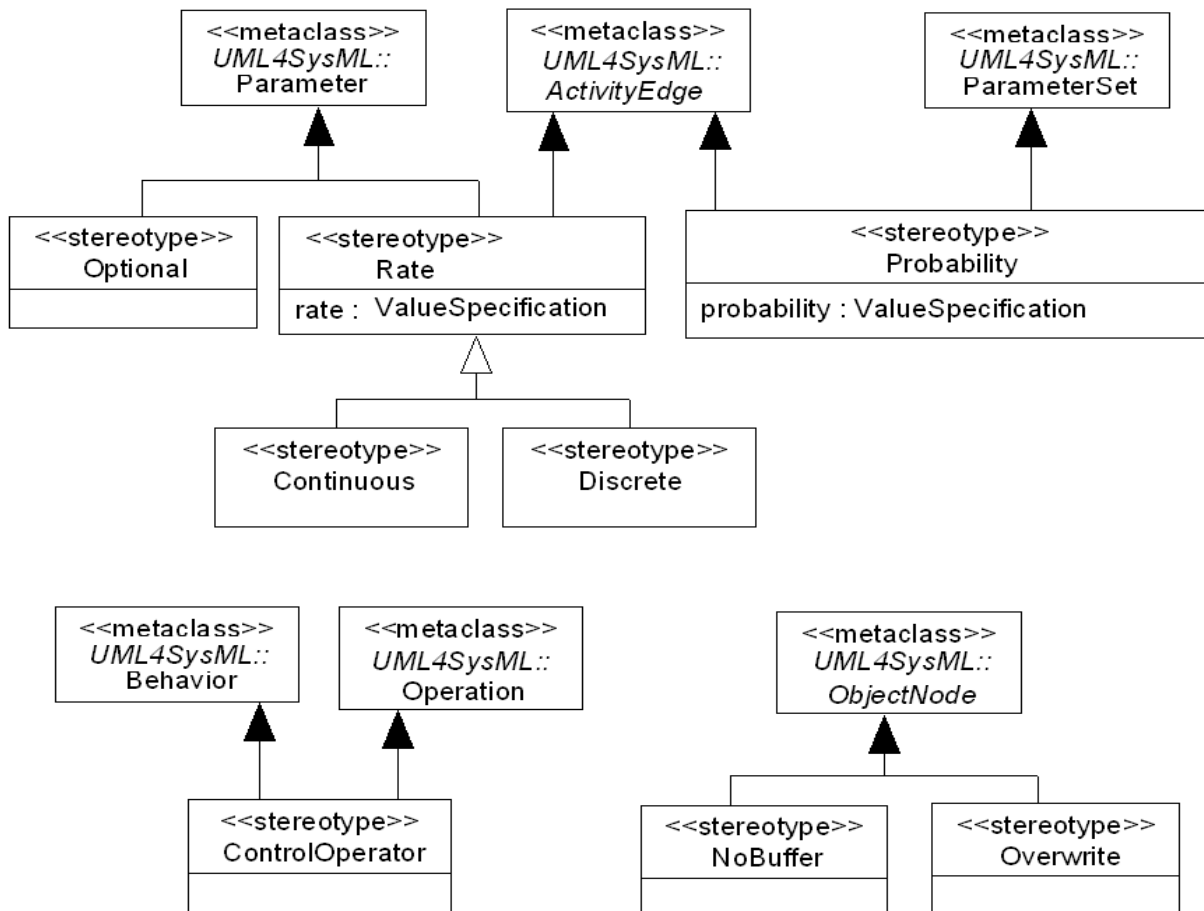 <<metaclass>>
UML4SysML::
Parameter
<<metaclass>>
UML4SysML::
ActivityEdge
<<metaclass>>
UML4SysML::
ParameterSet
<<stereotype>>
Optional
<<stereotype>>
Rate
rate : ValueSpecification
<<stereotype>>
Probability
probability : ValueSpecification
<<stereotype>>
Continuous
<<stereotype>>
Discrete
<<metaclass>>
UML4SysML::
Behavior
<<metaclass>>
UML4SysML::
Operation
<<metaclass>>
UML4SysML::
ObjectNode
<<stereotype>>
ControlOperator
<<stereotype>>
NoBuffer
<<stereotype>>
Overwrite